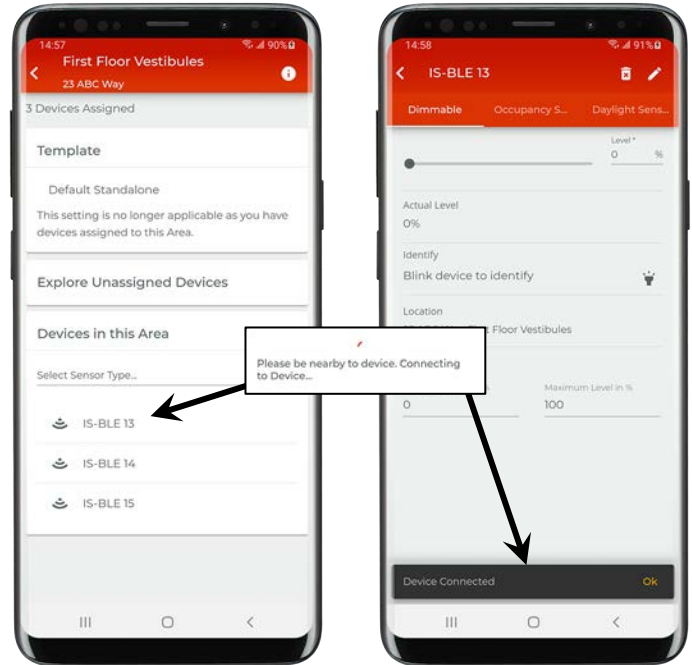 14:57
90%
First Floor Vestibules
23 ABC Way
3 Devices Assigned
Template
Default Standalone
This setting is no longer applicable as you have
devices assigned to this Area.
Explore Unassigned Devices
Devices in this Area
Select Sensor Type...
IS-BLE 13
IS-BLE 14
IS-BLE 15
Please be nearby to device. Connecting
to Device...
14:58
91%
IS-BLE 13
Dimmable
Occupancy S...
Daylight Sens...
Level *
0 %
Actual Level
0%
Identify
Blink device to identify
Location
Floor Vestibules
%
Maximum Level in %
0
100
Device Connected
Ok